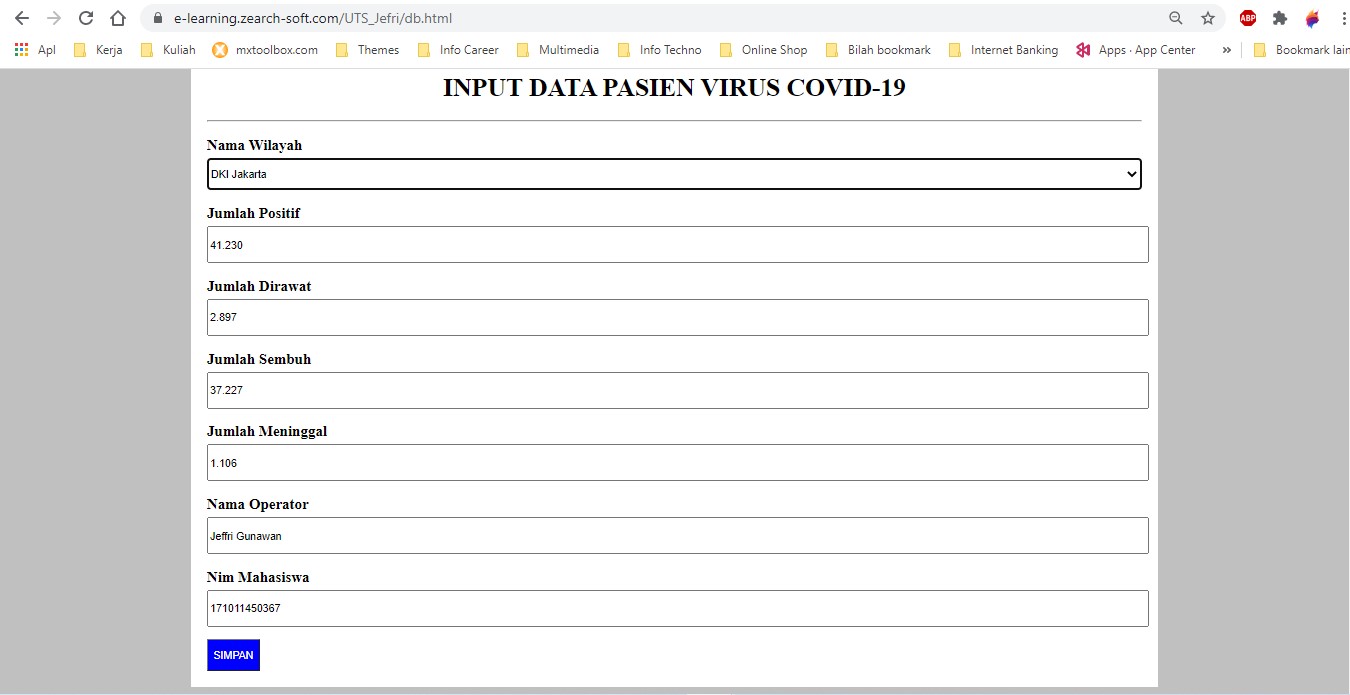 e-learning.zearch-soft.com/UTS_Jefri/db.html
ABP
Apl Kerja Kuliah mxtoolbox.com Themes Info Career Multimedia Info Techno Online Shop Bilah bookmark Internet Banking Apps · App Center » Bookmark lain
INPUT DATA PASIEN VIRUS COVID-19
Nama Wilayah
DKI Jakarta
Jumlah Positif
41.230
Jumlah Dirawat
2.897
Jumlah Sembuh
37.227
Jumlah Meninggal
1.106
Nama Operator
Jeffri Gunawan
Nim Mahasiswa
171011450367
SIMPAN